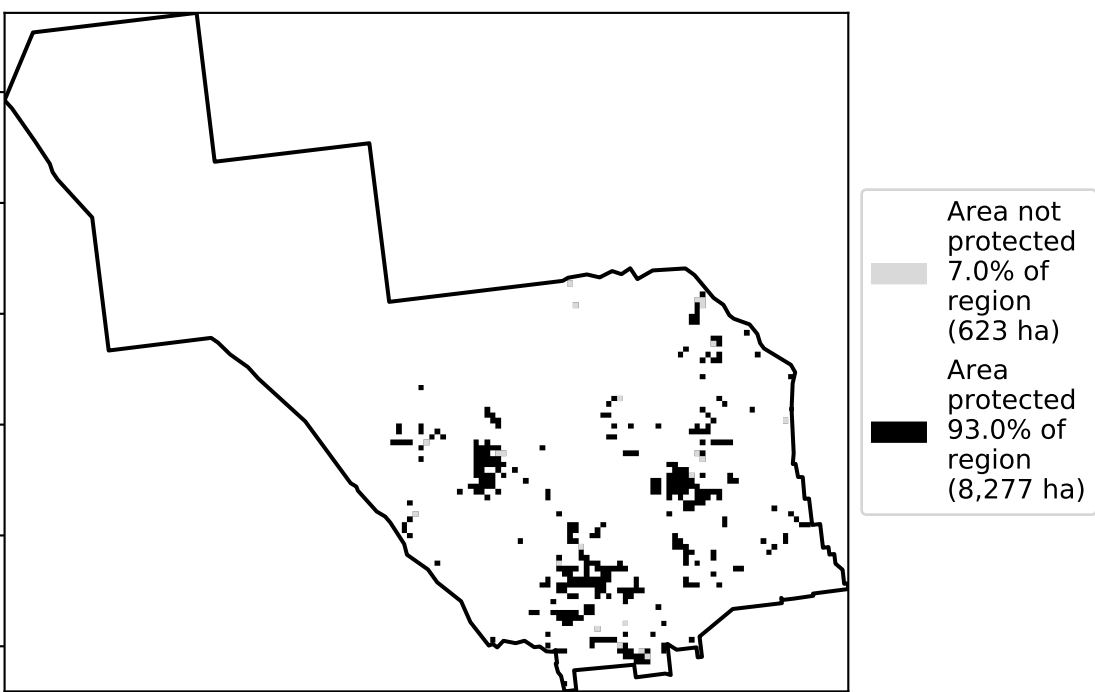 Area not
protected
7.0% of
region
(623 ha)
Area
protected
93.0% of
region
(8,277 ha)